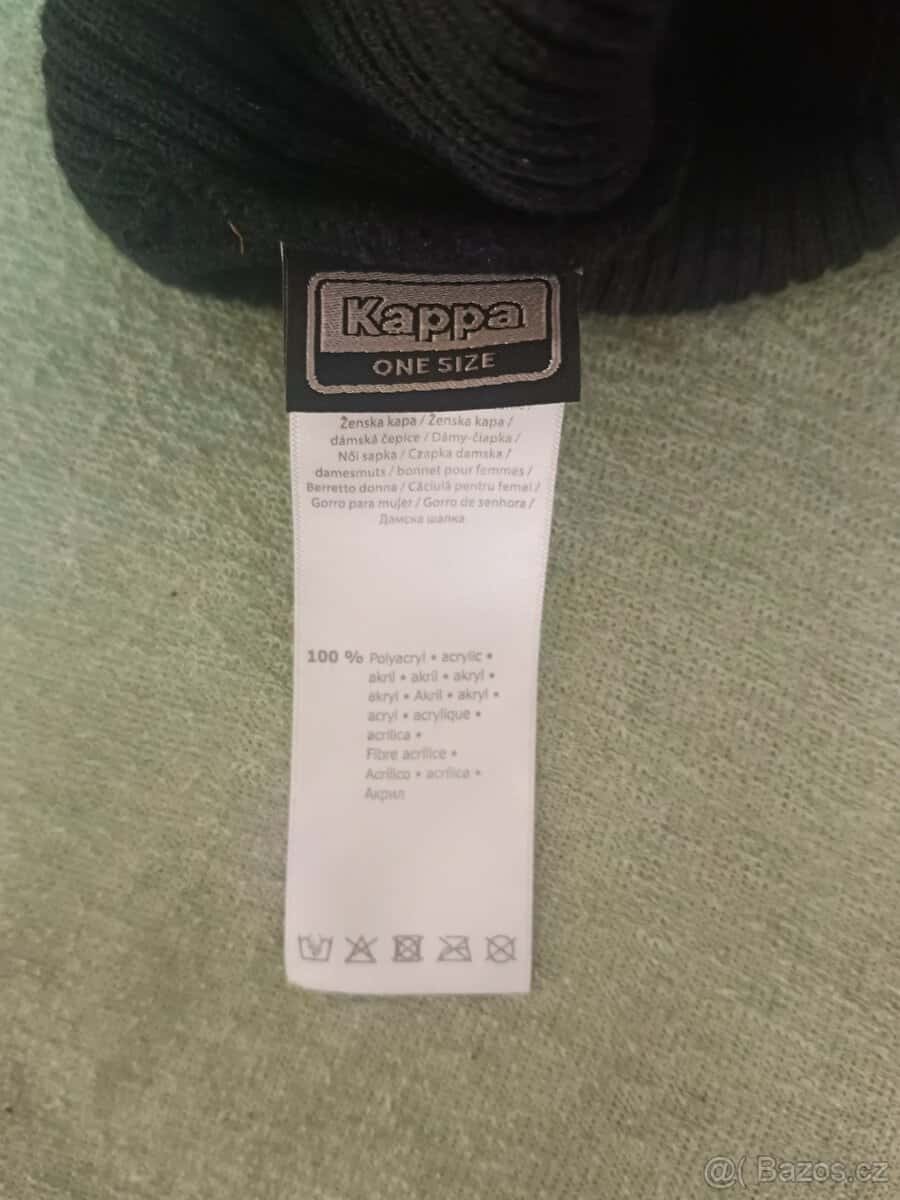 Kappa
ONE SIZE
Ženska kapa / Ženska kapa /
dámská čepice / Dámy-čiapka /
Női sapka / Czapka damska /
damesmuts / bonnet pour femmes /
Berretto donna / Căciulă pentru femei /
Gorro para mujer / Gorro de senhora /
Дамска шапка
100 % Polyacryl • acrylic •
akril • akril • akryl •
akryl • Akril • akryl •
acryl • acrylique •
acrilica •
Fibre acrilice •
Acrílico • acrílica •
Акрил
@( Bazos.cz